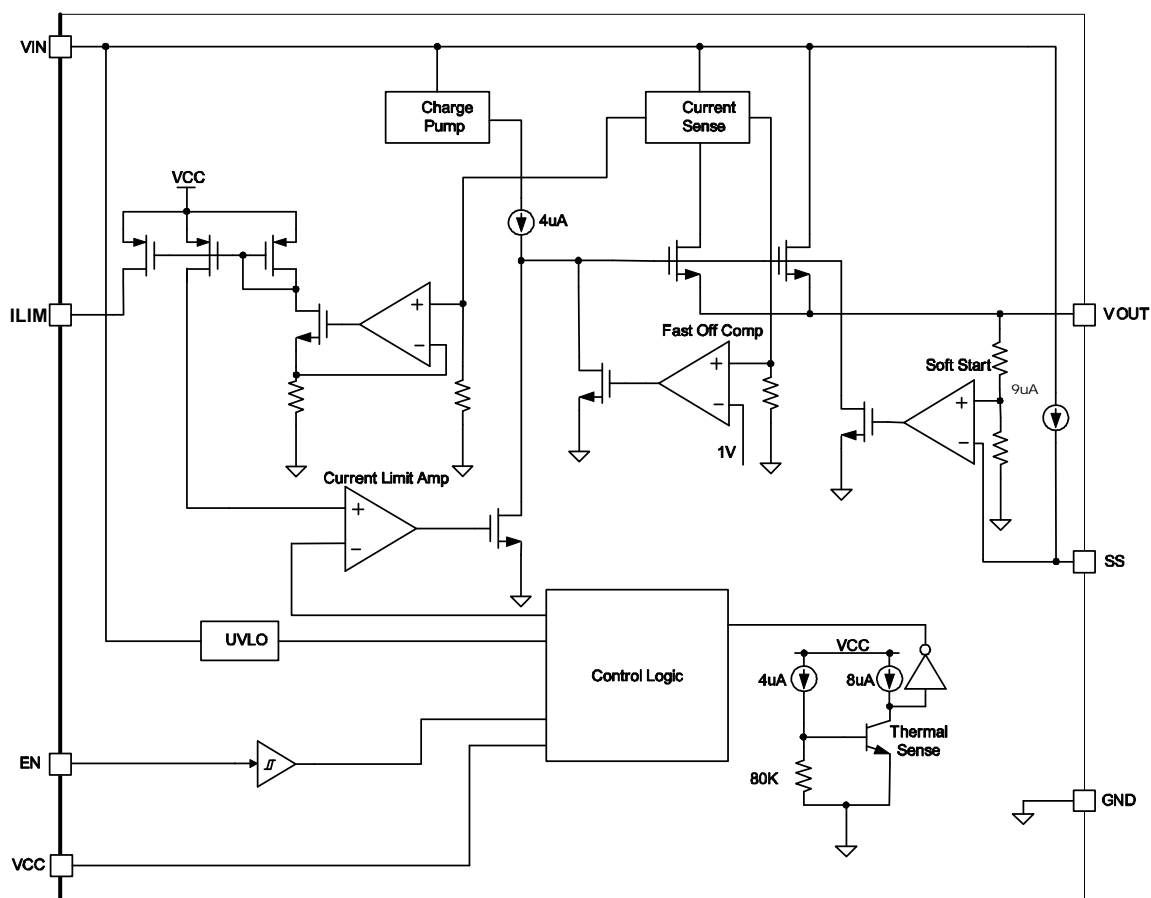 VIN
Charge
Pump
Current
Sense
VCC
4uA
ILIM
+
−
Fast Off Comp
+
−
1V
VOUT
Soft Start
9uA
+
−
Current Limit Amp
+
−
SS
UVLO
Control Logic
VCC
4uA
8uA
Thermal
Sense
80K
EN
GND
VCC